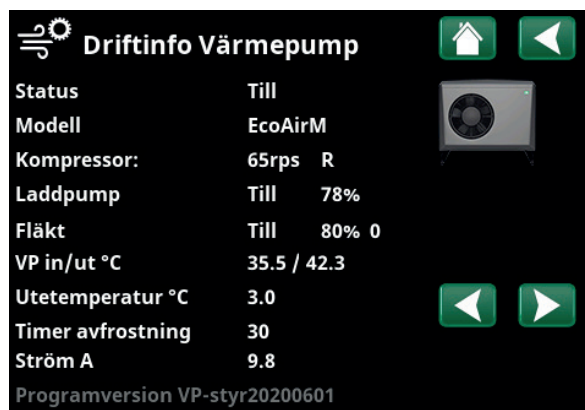 Driftinfo Värmepump
Status Till
Modell EcoAirM
Kompressor: 65rps R
Laddpump Till 78%
Fläkt Till 80% 0
VP in/ut °C 35.5 / 42.3
Utetemperatur °C 3.0
Timer avfrostning 30
Ström A 9.8
Programversion VP-styr20200601